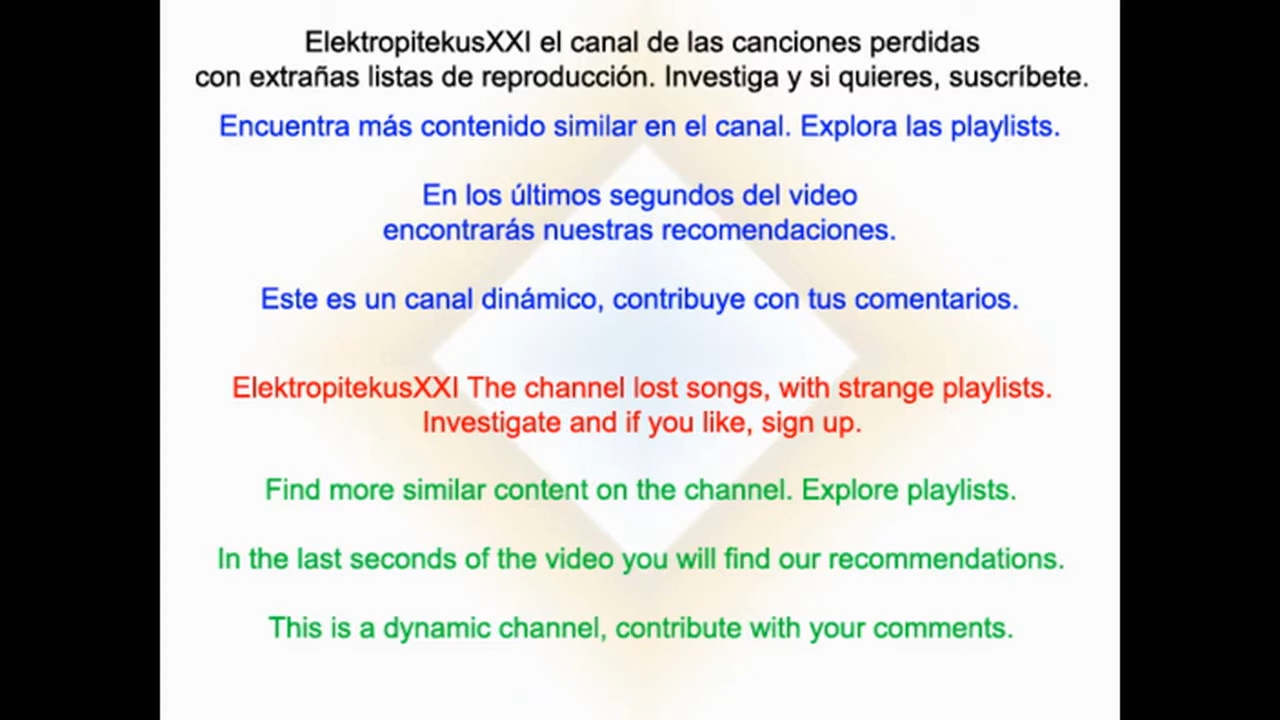 ElektropitekusXXI el canal de las canciones perdidas
con extrañas listas de reproducción. Investiga y si quieres, suscríbete.
Encuentra más contenido similar en el canal. Explora las playlists.
En los últimos segundos del video
encontrarás nuestras recomendaciones.
Este es un canal dinámico, contribuye con tus comentarios.
ElektropitekusXXI The channel lost songs, with strange playlists.
Investigate and if you like, sign up.
Find more similar content on the channel. Explore playlists.
In the last seconds of the video you will find our recommendations.
This is a dynamic channel, contribute with your comments.